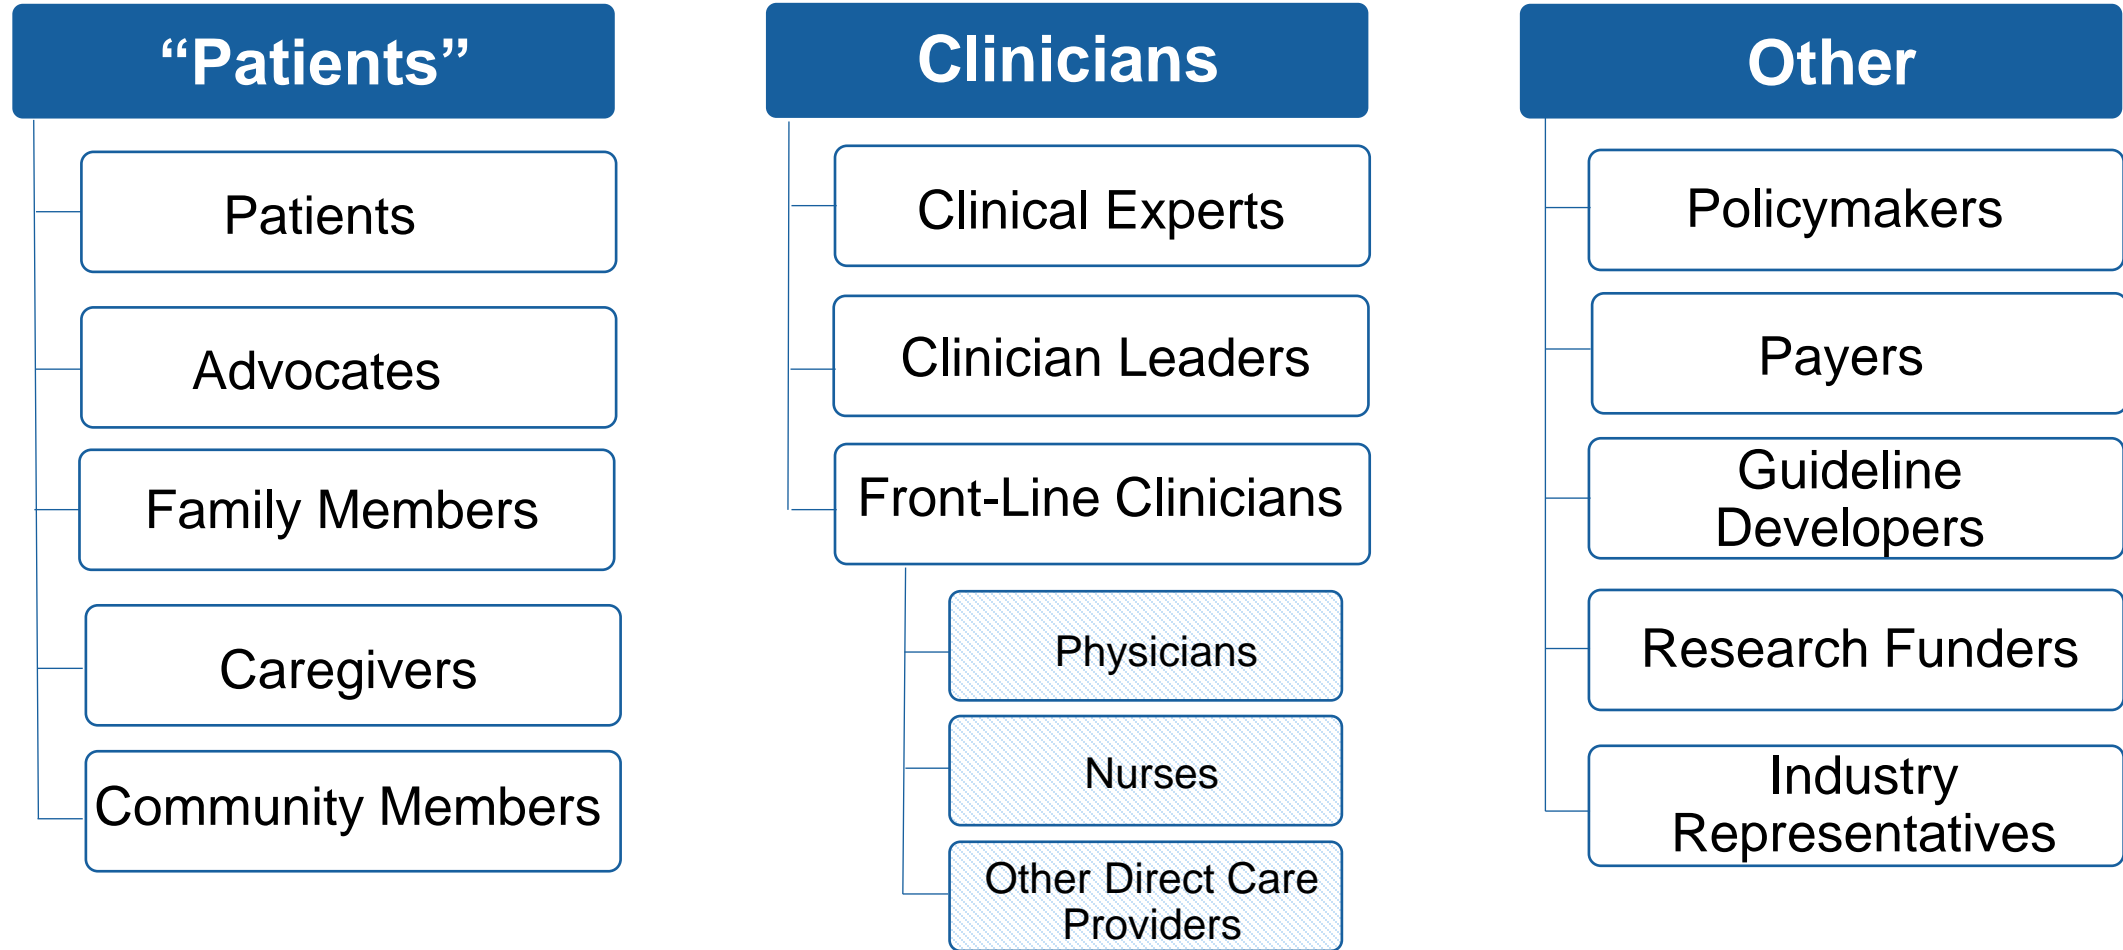 “Patients”
Patients
Advocates
Family Members
Caregivers
Community Members
Clinicians
Clinical Experts
Clinician Leaders
Front-Line Clinicians
Physicians
Nurses
Other Direct Care
Providers
Other
Policymakers
Payers
Guideline
Developers
Research Funders
Industry
Representatives